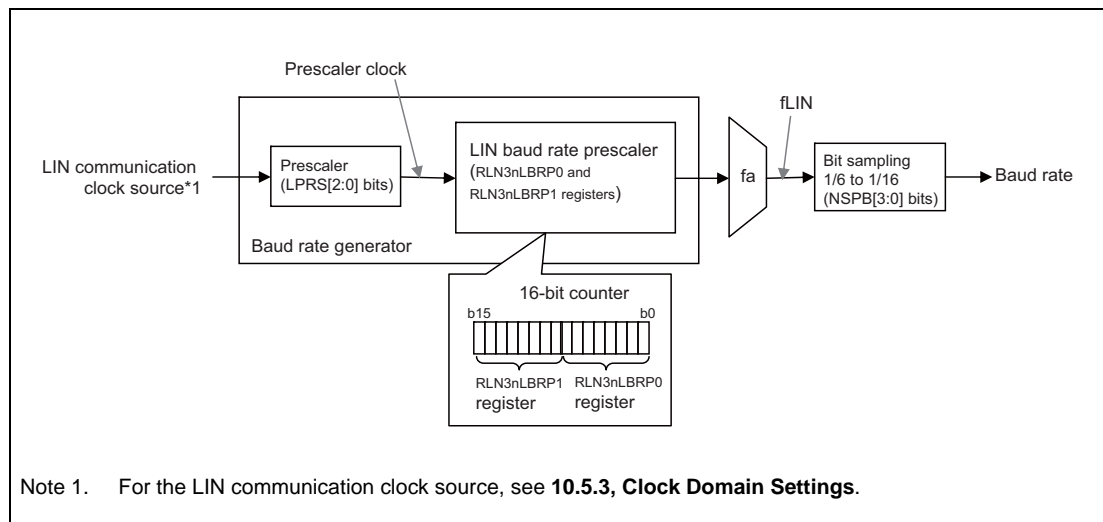 Prescaler clock
fLIN
LIN communication
clock source*1
Prescaler
(LPRS[2:0] bits)
LIN baud rate prescaler
(RLN3nLBRP0 and
RLN3nLBRP1 registers)
fa
Bit sampling
1/6 to 1/16
(NSPB[3:0] bits)
Baud rate
Baud rate generator
16-bit counter
b15 b0
RLN3nLBRP1 RLN3nLBRP0
register register
Note 1. For the LIN communication clock source, see 10.5.3, Clock Domain Settings.